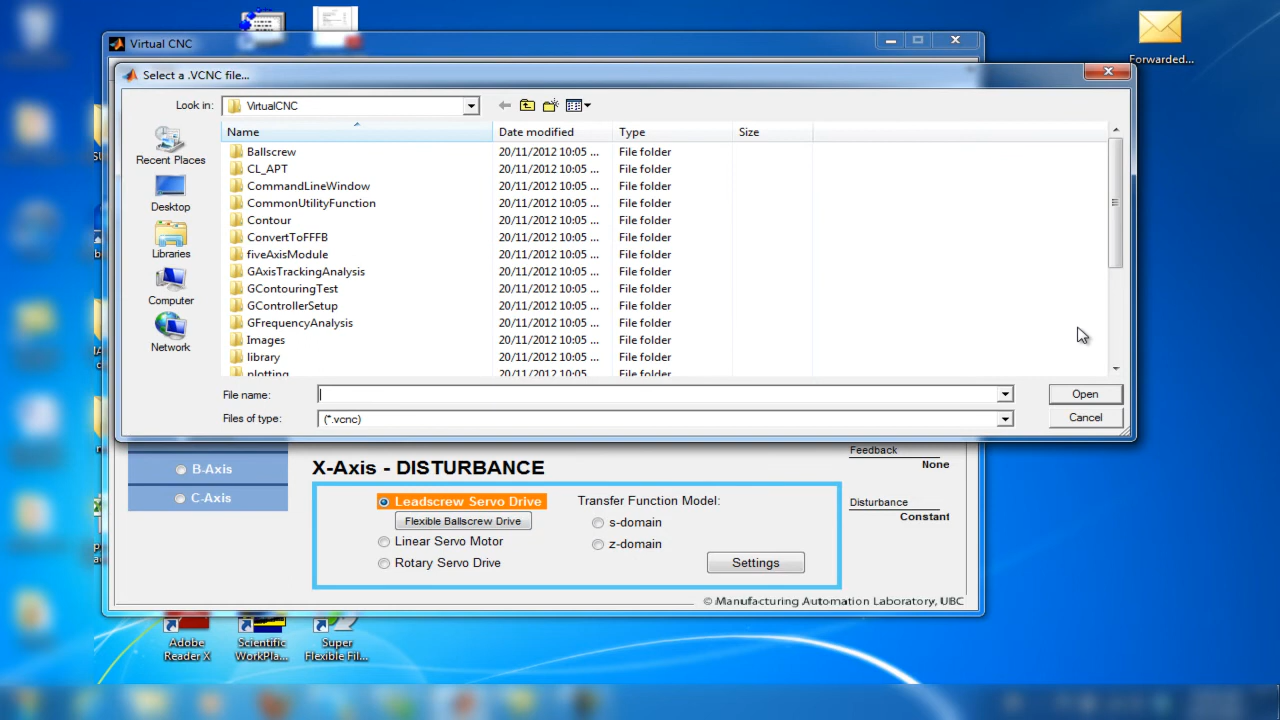 Virtual CNC
Forwarded...
Select a .VCNC file...
Look in: VirtualCNC
Name Date modified Type Size
Recent Places
Desktop
Libraries
Computer
Network
Ballscrew 20/11/2012 10:05 ... File folder
CL_APT 20/11/2012 10:05 ... File folder
CommandLineWindow 20/11/2012 10:05 ... File folder
CommonUtilityFunction 20/11/2012 10:05 ... File folder
Contour 20/11/2012 10:05 ... File folder
ConvertToFFFB 20/11/2012 10:05 ... File folder
fiveAxisModule 20/11/2012 10:05 ... File folder
GAxisTrackingAnalysis 20/11/2012 10:05 ... File folder
GContouringTest 20/11/2012 10:05 ... File folder
GControllerSetup 20/11/2012 10:05 ... File folder
GFrequencyAnalysis 20/11/2012 10:05 ... File folder
Images 20/11/2012 10:05 ... File folder
library 20/11/2012 10:05 ... File folder
plotting 20/11/2012 10:05 ... File folder
File name: Open
Files of type: (*.vcnc) Cancel
B-Axis
C-Axis
X-Axis - DISTURBANCE
Leadscrew Servo Drive
Flexible Ballscrew Drive
Linear Servo Motor
Rotary Servo Drive
Transfer Function Model:
s-domain
z-domain
Settings
Feedback
None
Disturbance
Constant
© Manufacturing Automation Laboratory, UBC
Adobe
Reader X
Scientific
WorkPla...
Super
Flexible Fil...